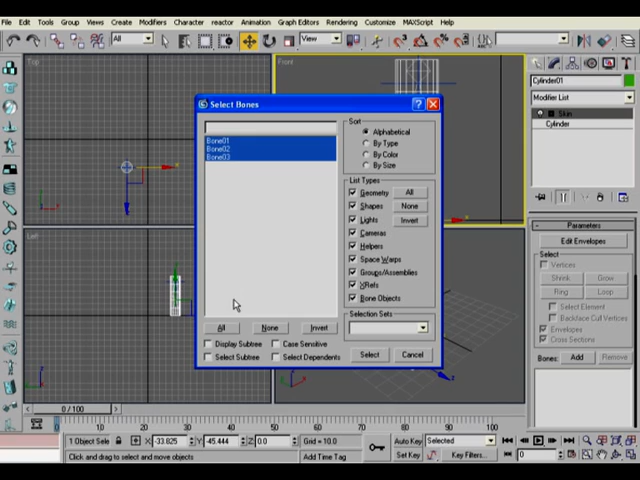 File Edit Tools Group Views Create Modifiers Character reactor Animation Graph Editors Rendering Customize MAXScript Help
All View
Top
Front
Left
Cylinder01
Modifier List
Skin
Cylinder
Select Bones
Bone01
Bone02
Bone03
Sort
Alphabetical
By Type
By Color
By Size
List Types
Geometry All
Shapes None
Lights Invert
Cameras
Helpers
Space Warps
Groups/Assemblies
XRefs
Bone Objects
All None Invert
Selection Sets
Display Subtree Case Sensitive
Select Subtree Select Dependents
Select Cancel
Parameters
Edit Envelopes
Select
Vertices
Shrink Grow
Ring Loop
Select Element
Backface Cull Vertices
Envelopes
Cross Sections
Bones: Add Remove
0 / 100
0 10 20 30 40 50 60 70 80 90 100
1 Object Sele X: -33.825 Y: -45.444 Z: 0.0 Grid = 10.0 Auto Key Selected
Click and drag to select and move objects Add Time Tag Set Key Key Filters... 0